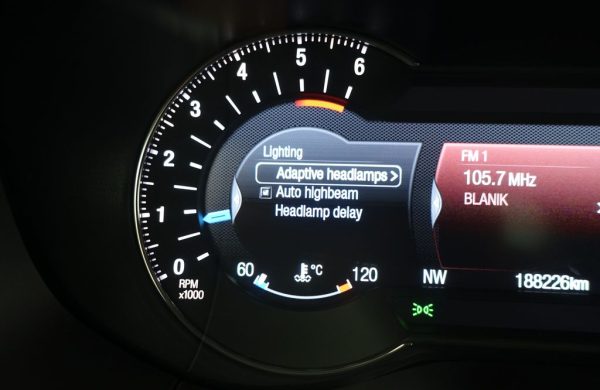 6
5
4
3
2
1
0
RPM
x1000
Lighting
Adaptive headlamps>
Auto highbeam
Headlamp delay
60 °C 120
FM 1
105.7 MHz
BLANIK
NW 188226km